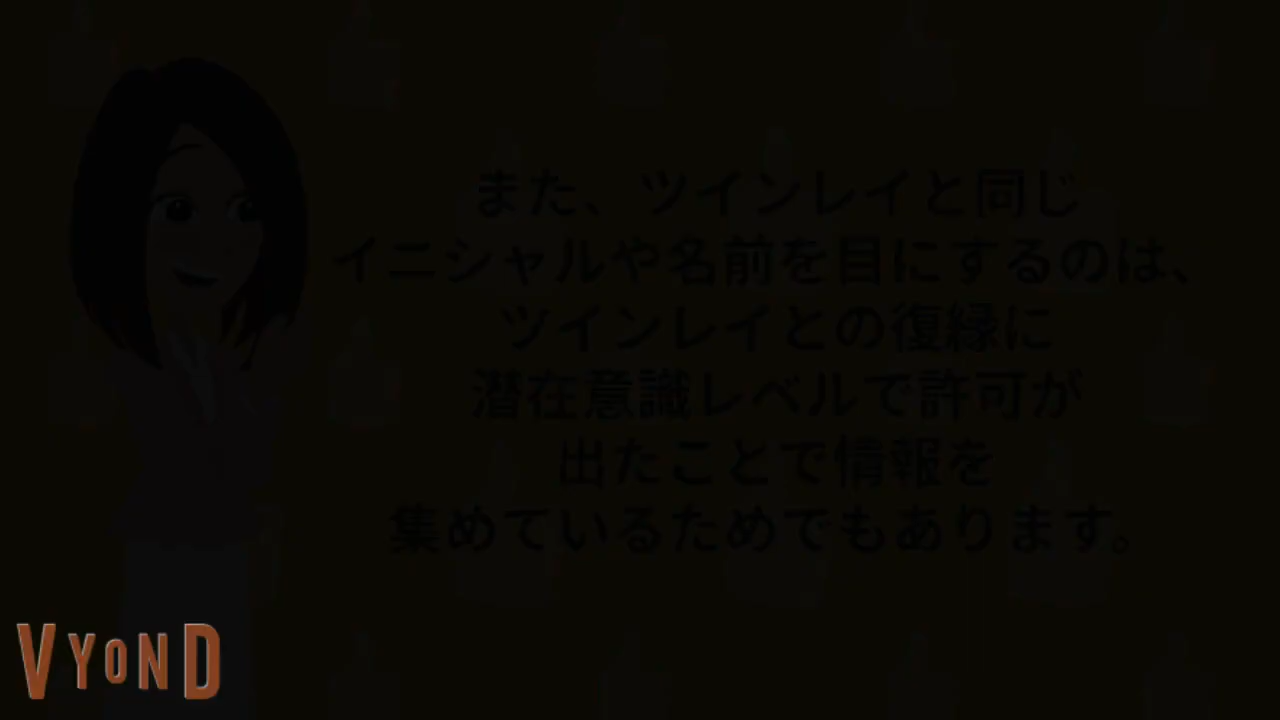 また、ツインレイと同じ
イニシャルや名前を目にするのは、
ツインレイとの復縁に
潜在意識レベルで許可が
出たことで情報を
集めているためでもあります。
VYOND